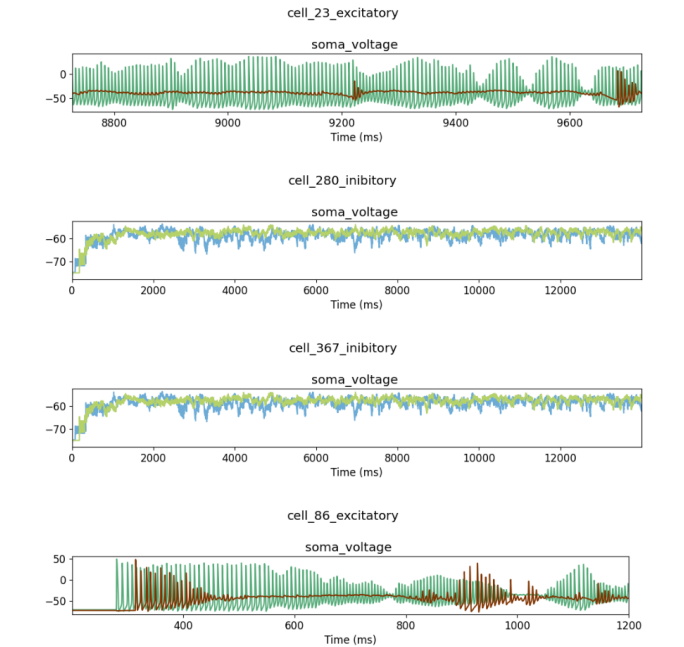 cell_23_excitatory
soma_voltage
0
−50
8800 9000 9200 9400 9600
Time (ms)
cell_280_inibitory
soma_voltage
−60
−70
0 2000 4000 6000 8000 10000 12000
Time (ms)
cell_367_inibitory
soma_voltage
−60
−70
0 2000 4000 6000 8000 10000 12000
Time (ms)
cell_86_excitatory
soma_voltage
50
0
−50
400 600 800 1000 1200
Time (ms)